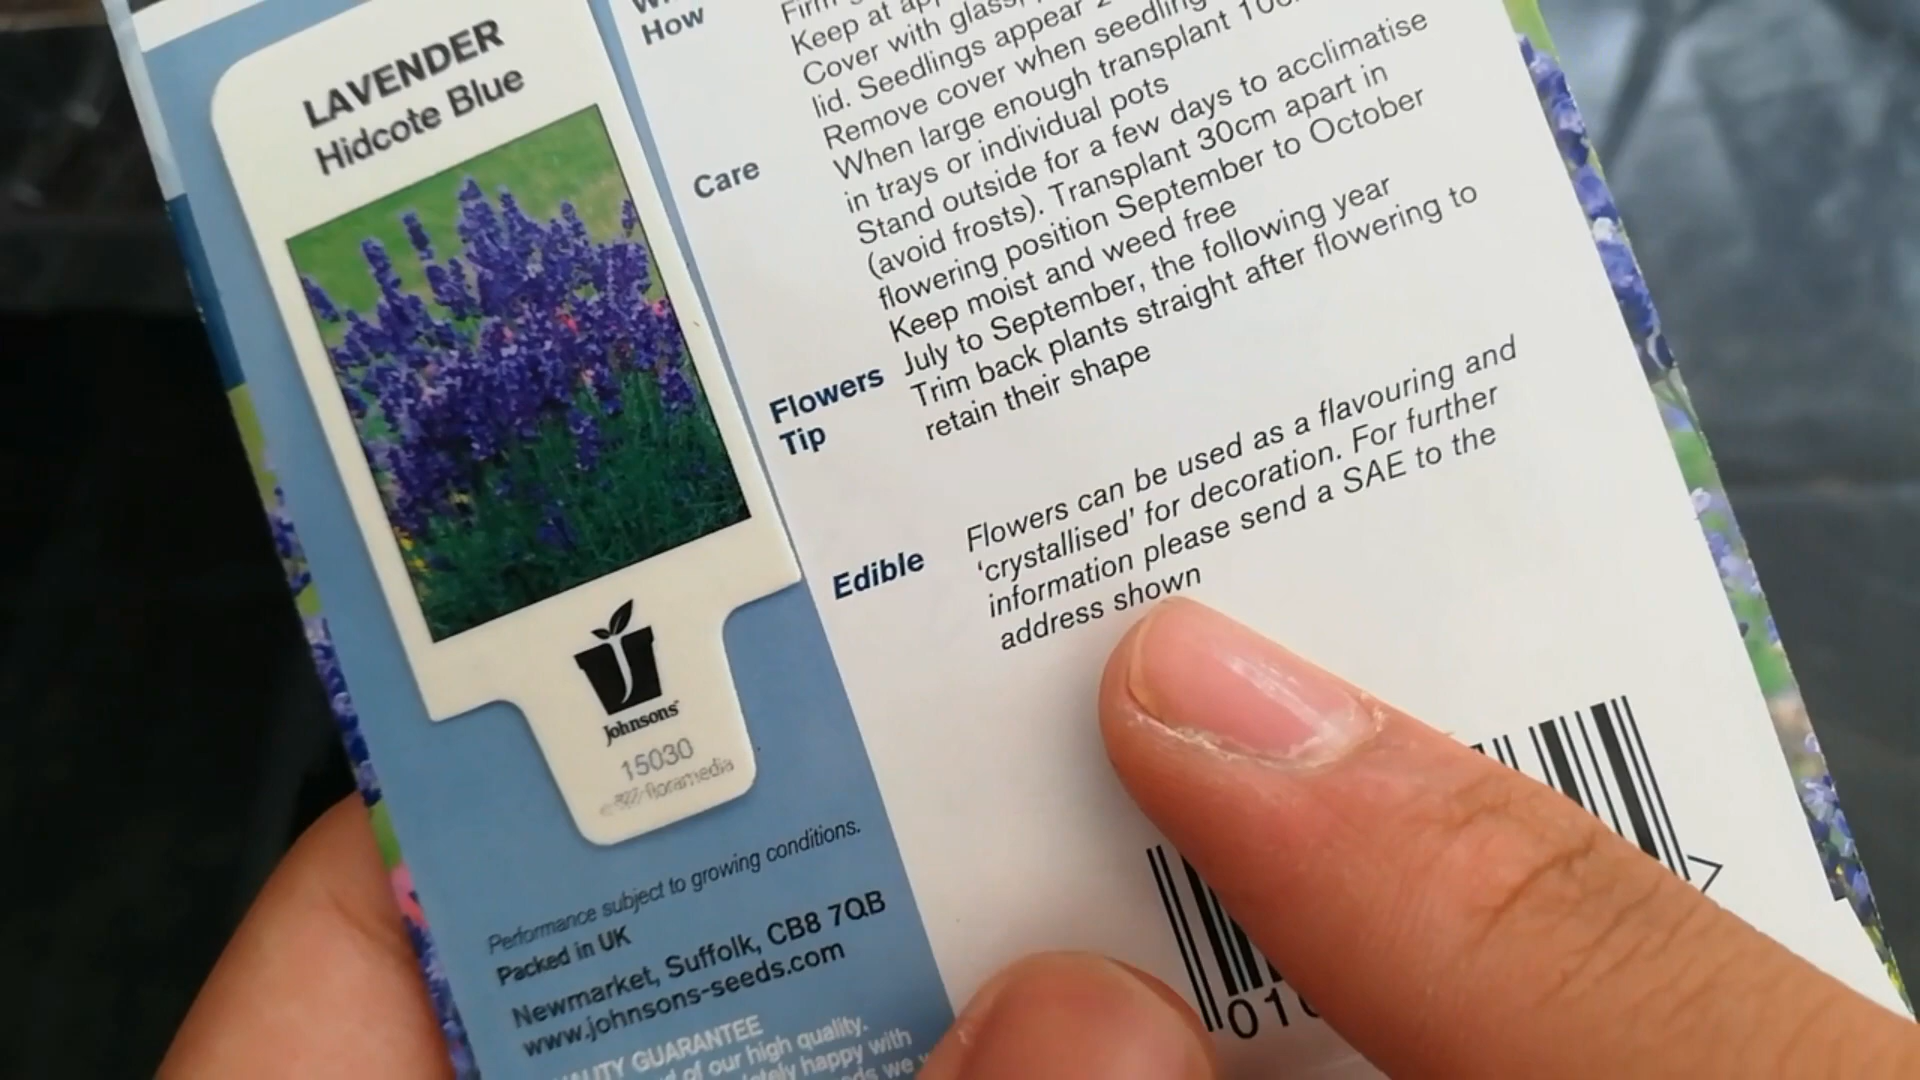 LAVENDER
Hidcote Blue
Johnsons
15030
floramedia
Performance subject to growing conditions.
Packed in UK
Newmarket, Suffolk, CB8 7QB
www.johnsons-seeds.com
GUARANTEE
of our high quality.
happy with
we
How
Firm
Keep at
Cover with glass,
lid. Seedlings appear
Remove cover when seedling
When large enough transplant
in trays or individual pots
Care
Stand outside for a few days to acclimatise
(avoid frosts). Transplant 30cm apart in
flowering position September to October
Keep moist and weed free
Flowers
July to September, the following year
Tip
Trim back plants straight after flowering to
retain their shape
Edible
Flowers can be used as a flavouring and
'crystallised' for decoration. For further
information please send a SAE to the
address shown
010